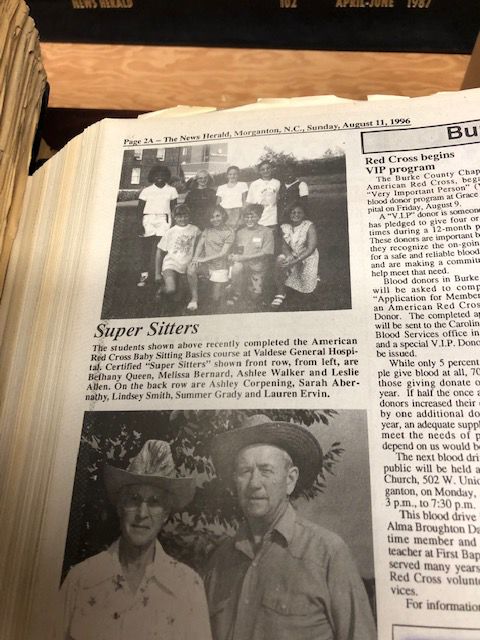 NEWS HERALD
162
APRIL-JUNE 1987
Page 2A – The News Herald, Morganton, N.C., Sunday, August 11, 1996
Super Sitters
The students shown above recently completed the American
Red Cross Baby Sitting Basics course at Valdese General Hospi-
tal. Certified "Super Sitters" shown front row, from left, are
Bethany Queen, Melissa Bernard, Ashlee Walker and Leslie
Allen. On the back row are Ashley Corpening, Sarah Aber-
nathy, Lindsey Smith, Summer Grady and Lauren Ervin.
Bu
Red Cross begins
VIP program
The Burke County Chap
American Red Cross, bega
"Very Important Person" (V
blood donor program at Grace
pital on Friday, August 9.
A "V.I.P" donor is someone
has pledged to give four or
times during a 12-month p
These donors are important b
they recognize the on-goin
for a safe and reliable blood
and are making a commit
help meet that need.
Blood donors in Burke
will be asked to comp
"Application for Member
an American Red Cros
Donor. The completed ap
will be sent to the Carolin
Blood Services office in
and a special V.I.P. Dono
be issued.
While only 5 percent
ple give blood at all, 70
those giving donate o
year. If half the once a
donors increased their
by one additional do
year, an adequate suppl
meet the needs of p
depend on us would b
The next blood dri
public will be held a
Church, 502 W. Unio
ganton, on Monday,
3 p.m., to 7:30 p.m.
This blood drive
Alma Broughton Da
time member and
teacher at First Bap
served many years
Red Cross volunte
vices.
For information